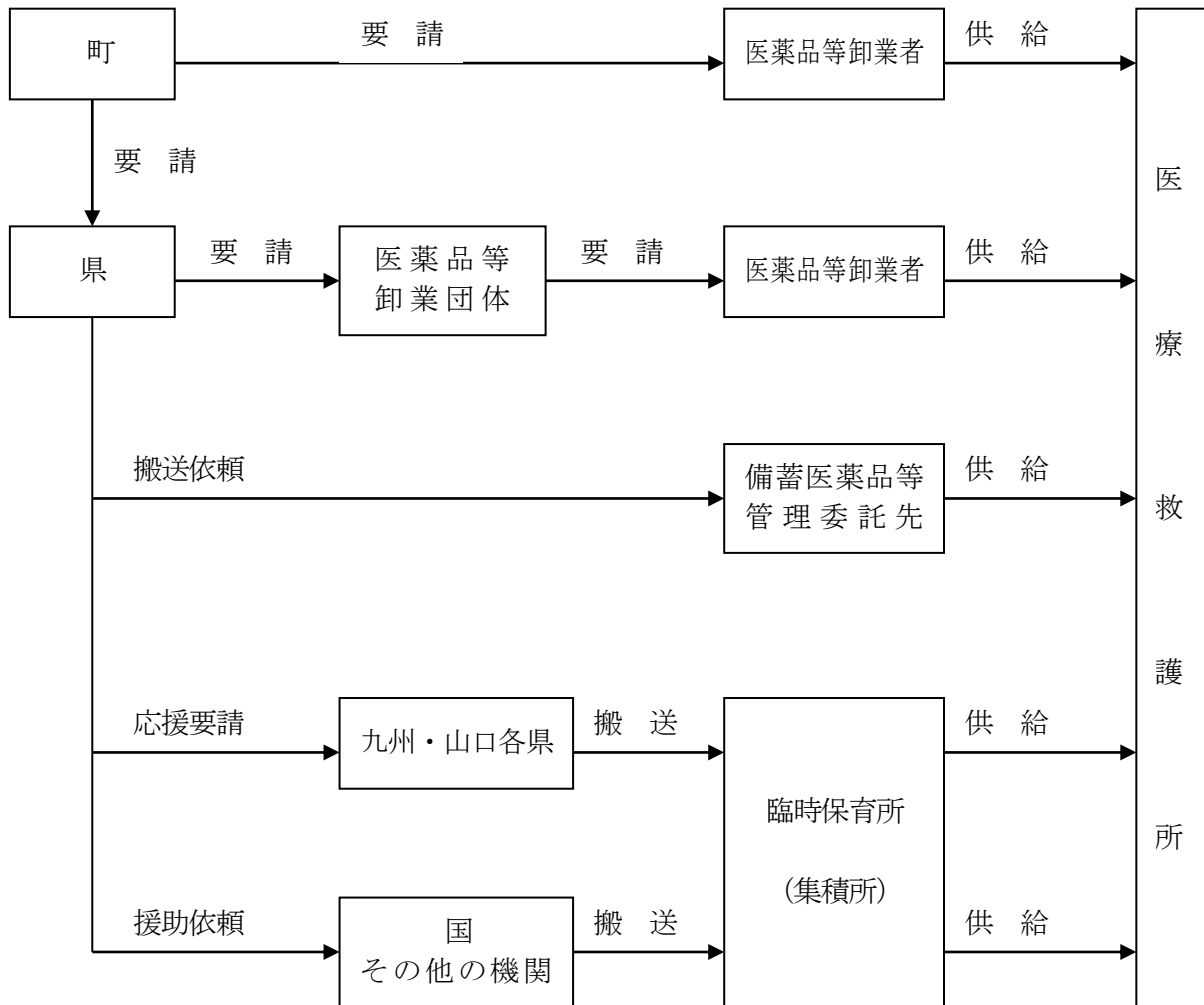 町
要 請
医薬品等卸業者
供 給
要 請
県
要 請
医薬品等
卸業団体
要 請
医薬品等卸業者
供 給
搬送依頼
備蓄医薬品等
管理委託先
供 給
応援要請
九州・山口各県
搬 送
臨時保育所
(集積所)
供 給
援助依頼
国
その他の機関
搬 送
供 給
医療救護所